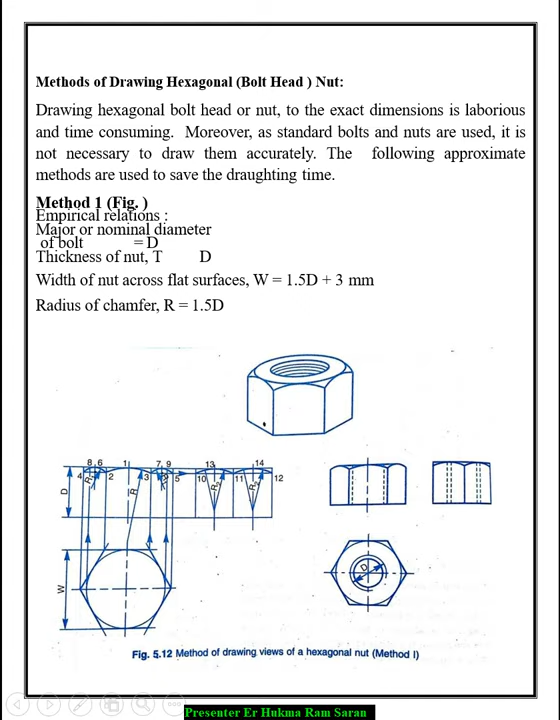 Methods of Drawing Hexagonal (Bolt Head ) Nut:
Drawing hexagonal bolt head or nut, to the exact dimensions is laborious
and time consuming. Moreover, as standard bolts and nuts are used, it is
not necessary to draw them accurately. The following approximate
methods are used to save the draughting time.
Method 1 (Fig. )
Empirical relations :
Major or nominal diameter
of bolt = D
Thickness of nut, T D
Width of nut across flat surfaces, W = 1.5D + 3 mm
Radius of chamfer, R = 1.5D
8 6 1 7 9 13 14
4 2 3 5 10 11 12
D R₁ R R₂ R₂
W
D
Fig. 5.12 Method of drawing views of a hexagonal nut (Method I)
Presenter Er Hukma Ram Saran